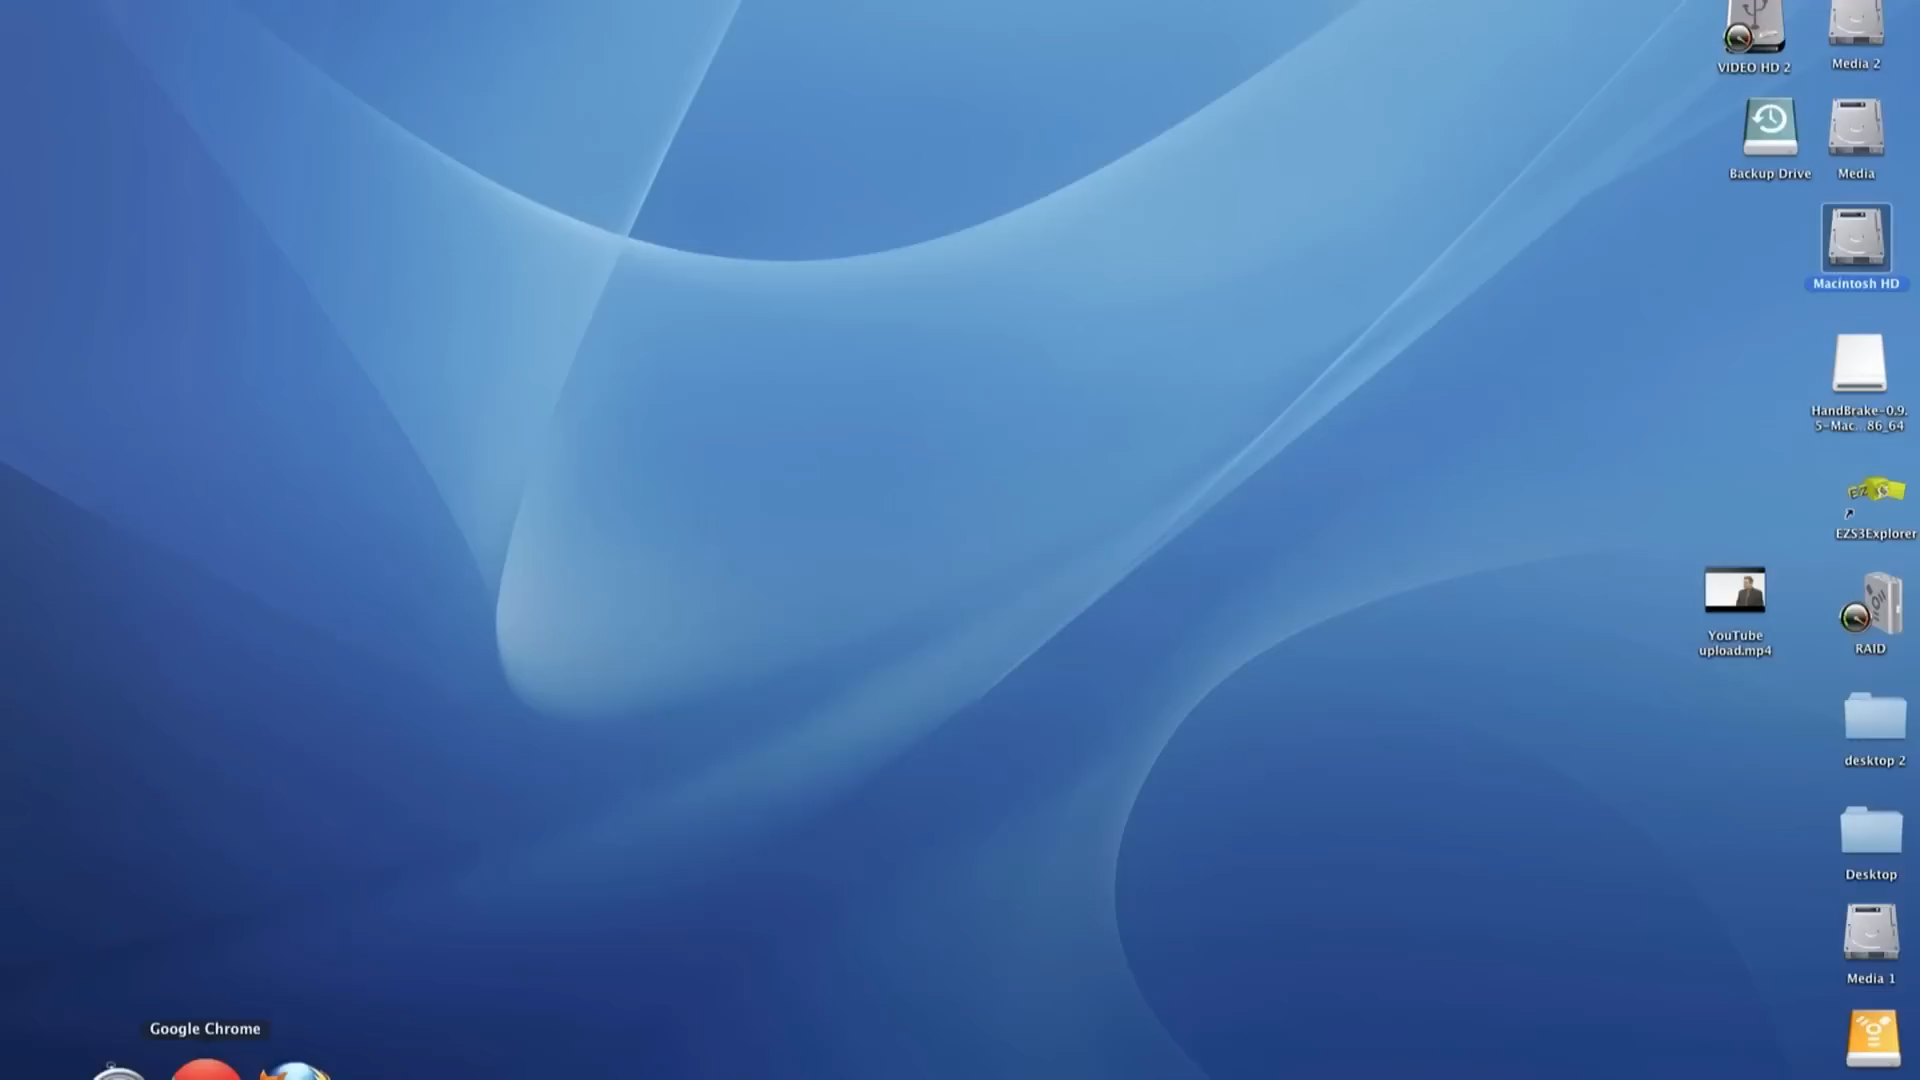 VIDEO HD 2
Media 2
Backup Drive
Media
Macintosh HD
HandBrake-0.9.
5-Mac...86_64
EZ
EZS3Explorer
YouTube
upload.mp4
RAID
desktop 2
Desktop
Media 1
Google Chrome